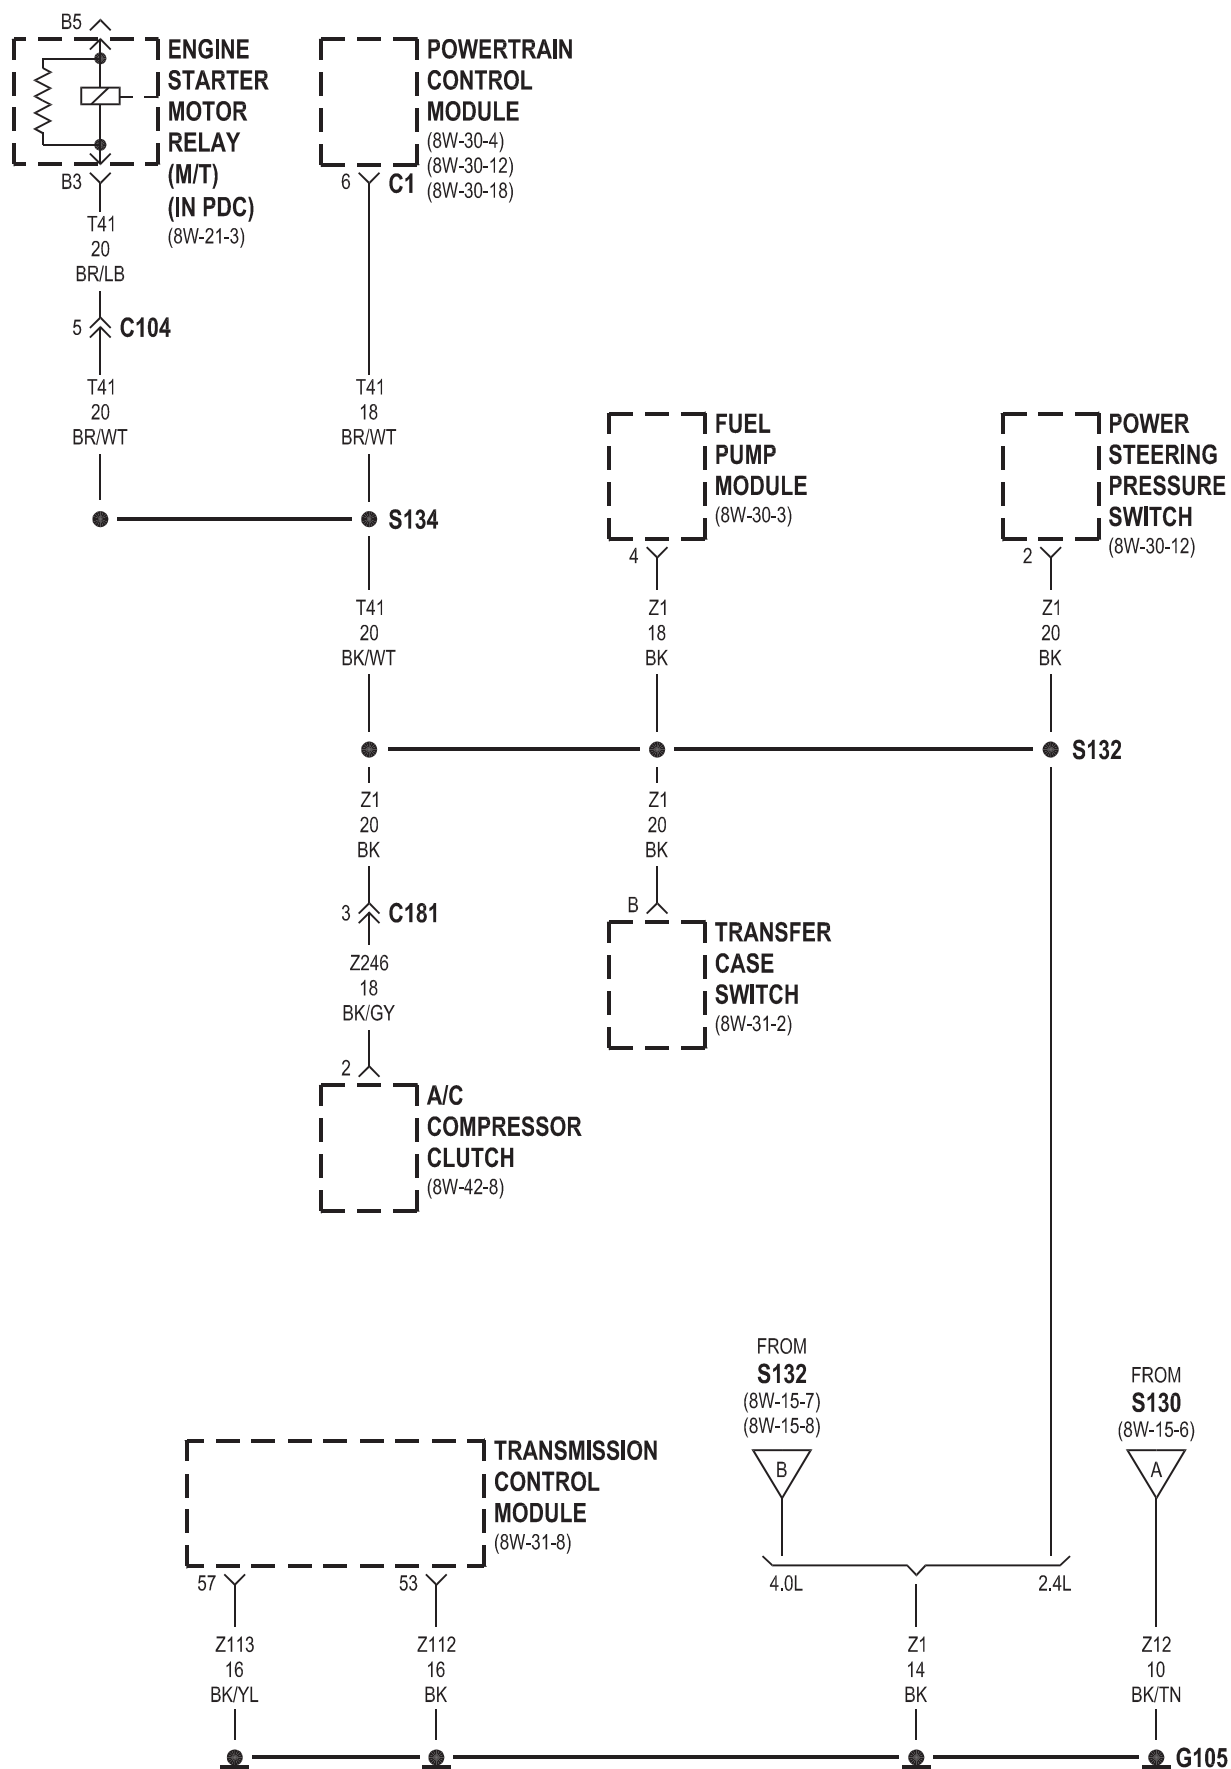 B5
ENGINE
STARTER
MOTOR
RELAY
(M/T)
(IN PDC)
(8W-21-3)
B3
T41
20
BR/LB
5
C104
T41
20
BR/WT
POWERTRAIN
CONTROL
MODULE
(8W-30-4)
(8W-30-12)
(8W-30-18)
6
C1
T41
18
BR/WT
S134
T41
20
BK/WT
FUEL
PUMP
MODULE
(8W-30-3)
4
Z1
18
BK
POWER
STEERING
PRESSURE
SWITCH
(8W-30-12)
2
Z1
20
BK
S132
Z1
20
BK
3
C181
Z246
18
BK/GY
2
A/C
COMPRESSOR
CLUTCH
(8W-42-8)
Z1
20
BK
B
TRANSFER
CASE
SWITCH
(8W-31-2)
FROM
S132
(8W-15-7)
(8W-15-8)
B
FROM
S130
(8W-15-6)
A
TRANSMISSION
CONTROL
MODULE
(8W-31-8)
57
53
4.0L
2.4L
Z113
16
BK/YL
Z112
16
BK
Z1
14
BK
Z12
10
BK/TN
G105